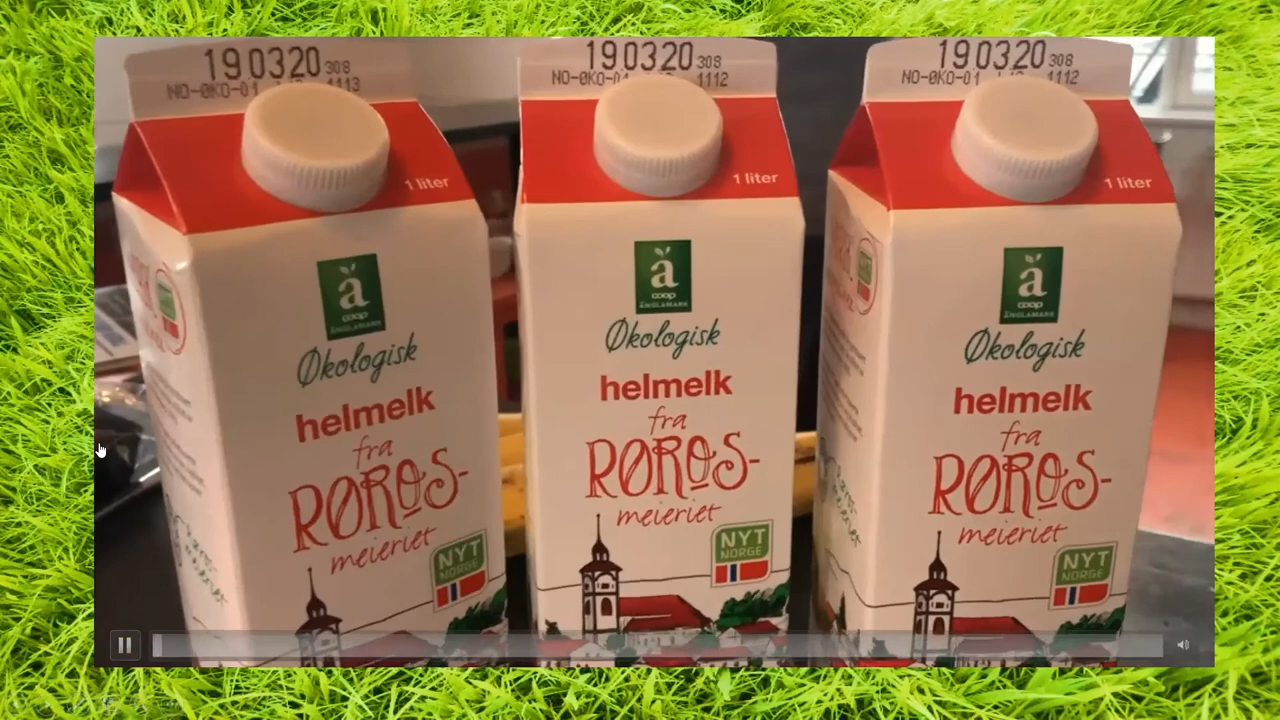 190320 308
NO-ØKO-01 1113
1 liter
å
coop
ÄNGLAMARK
Økologisk
helmelk
fra
RØROS-
meieriet
NYT
NORGE
190320 308
NO-ØKO-01 1112
1 liter
å
coop
ÄNGLAMARK
Økologisk
helmelk
fra
RØROS-
meieriet
NYT
NORGE
190320 308
NO-ØKO-01 1112
1 liter
å
coop
ÄNGLAMARK
Økologisk
helmelk
fra
RØROS-
meieriet
NYT
NORGE